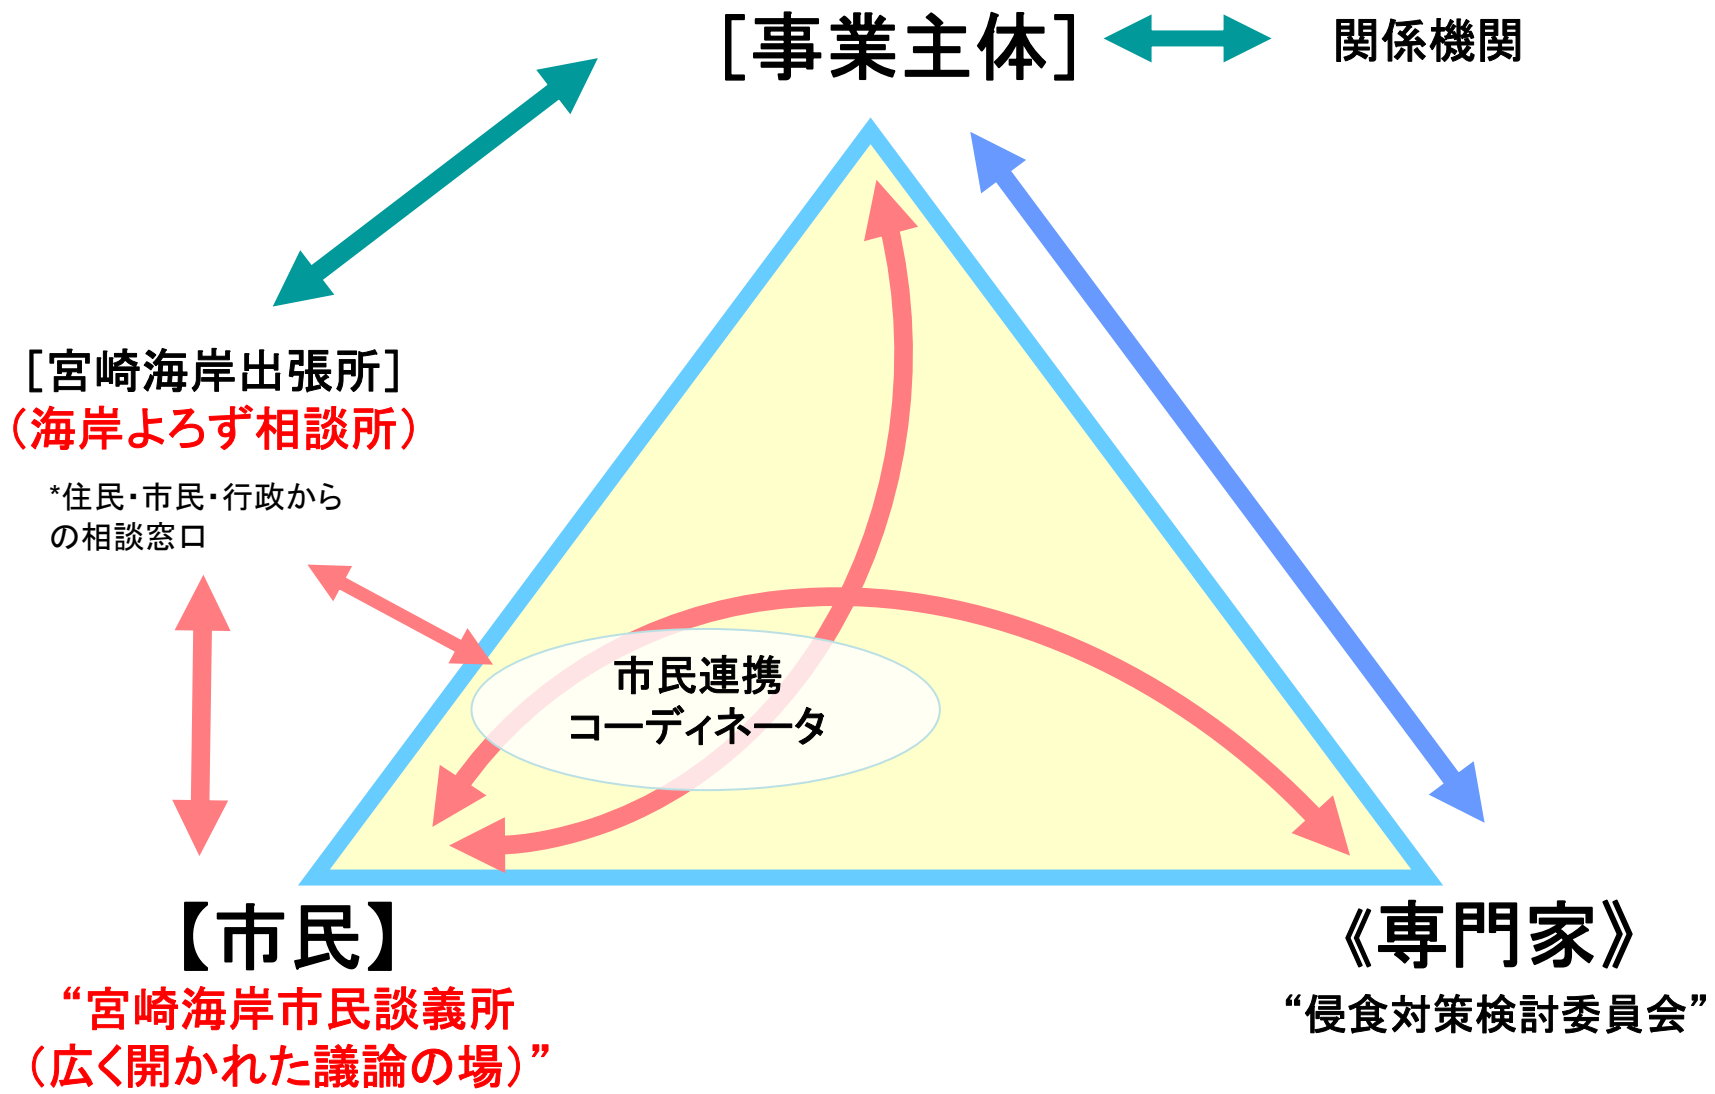 ［事業主体］
関係機関
［宮崎海岸出張所］
（海岸よろず相談所）
*住民・市民・行政から
の相談窓口
市民連携
コーディネータ
【市民】
“宮崎海岸市民談義所
（広く開かれた議論の場）”
《専門家》
“侵食対策検討委員会”